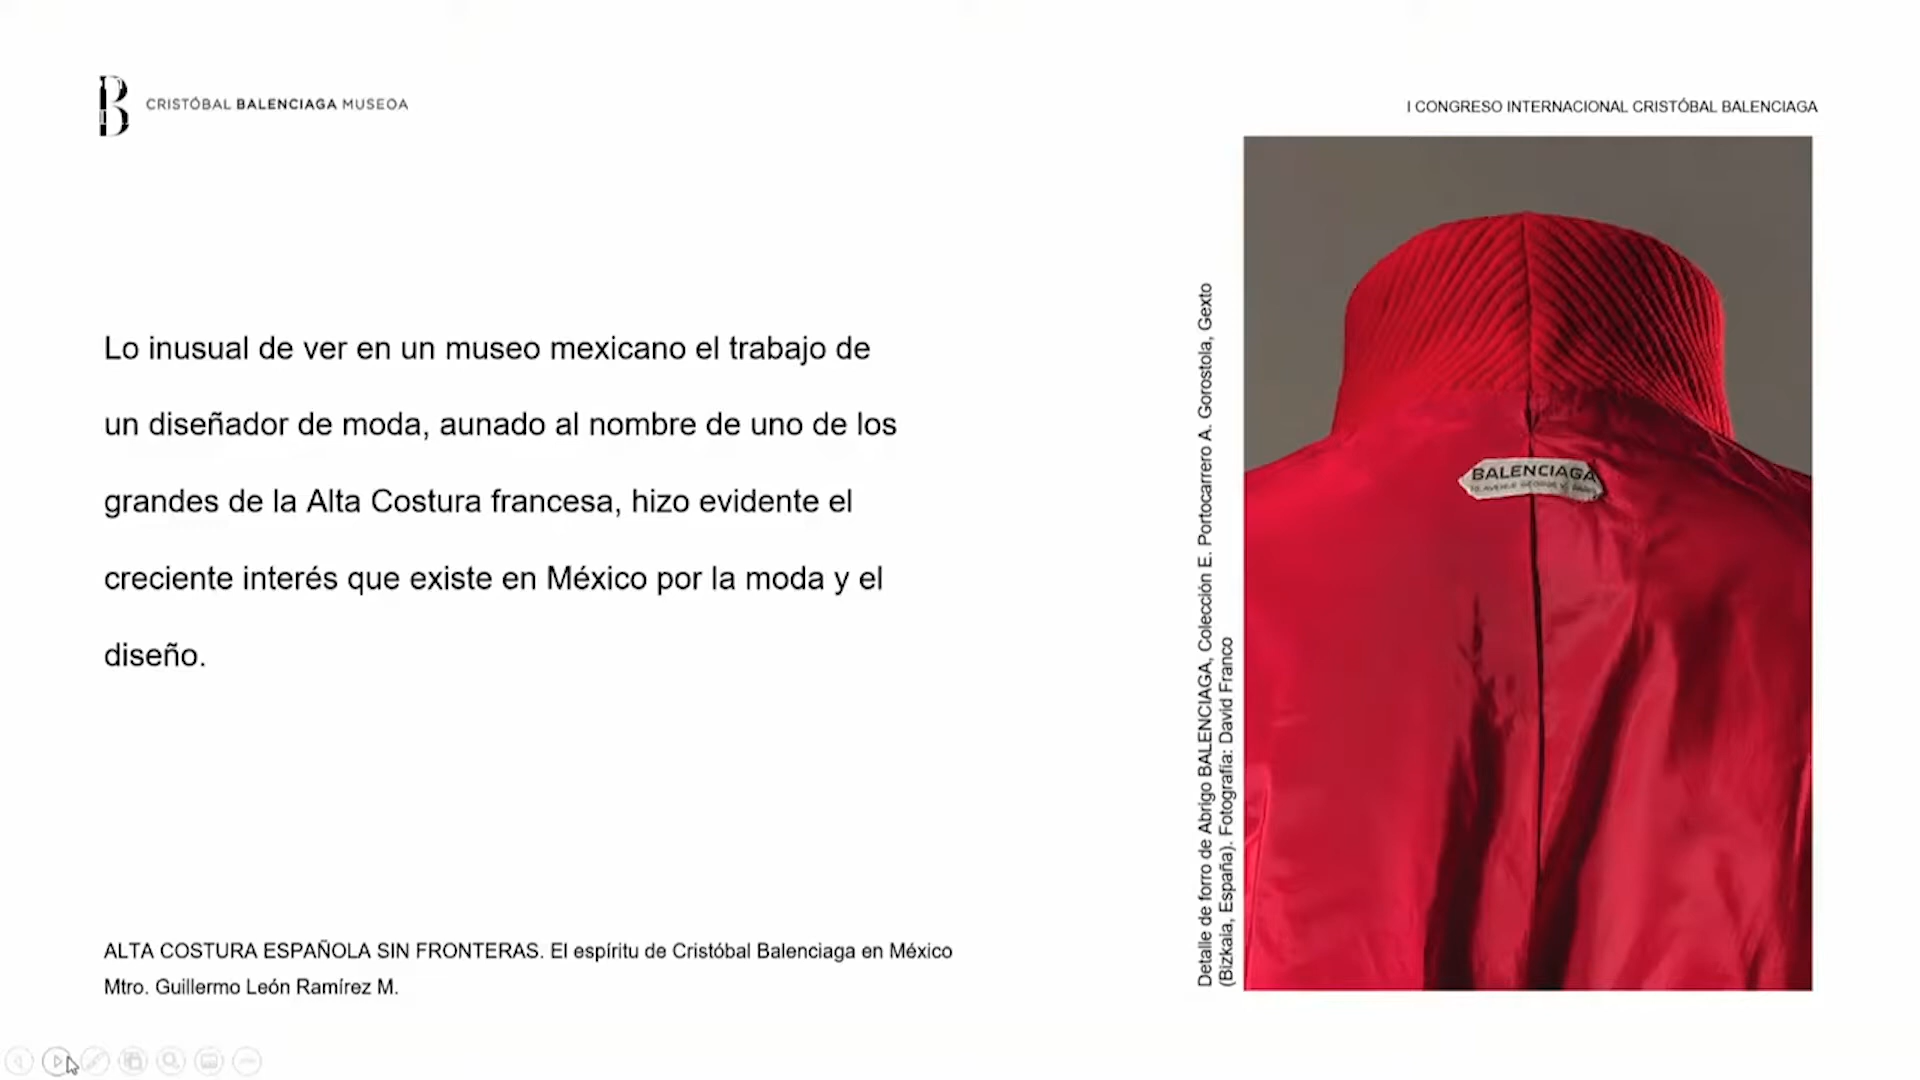 CRISTÓBAL BALENCIAGA MUSEOA
I CONGRESO INTERNACIONAL CRISTÓBAL BALENCIAGA
Lo inusual de ver en un museo mexicano el trabajo de
un diseñador de moda, aunado al nombre de uno de los
grandes de la Alta Costura francesa, hizo evidente el
creciente interés que existe en México por la moda y el
diseño.
Detalle de forro de Abrigo BALENCIAGA, Colección E. Portocarrero A. Gorostola, Gexto
(Bizkaia, España). Fotografía: David Franco
BALENCIAGA
ALTA COSTURA ESPAÑOLA SIN FRONTERAS. El espíritu de Cristóbal Balenciaga en México
Mtro. Guillermo León Ramírez M.